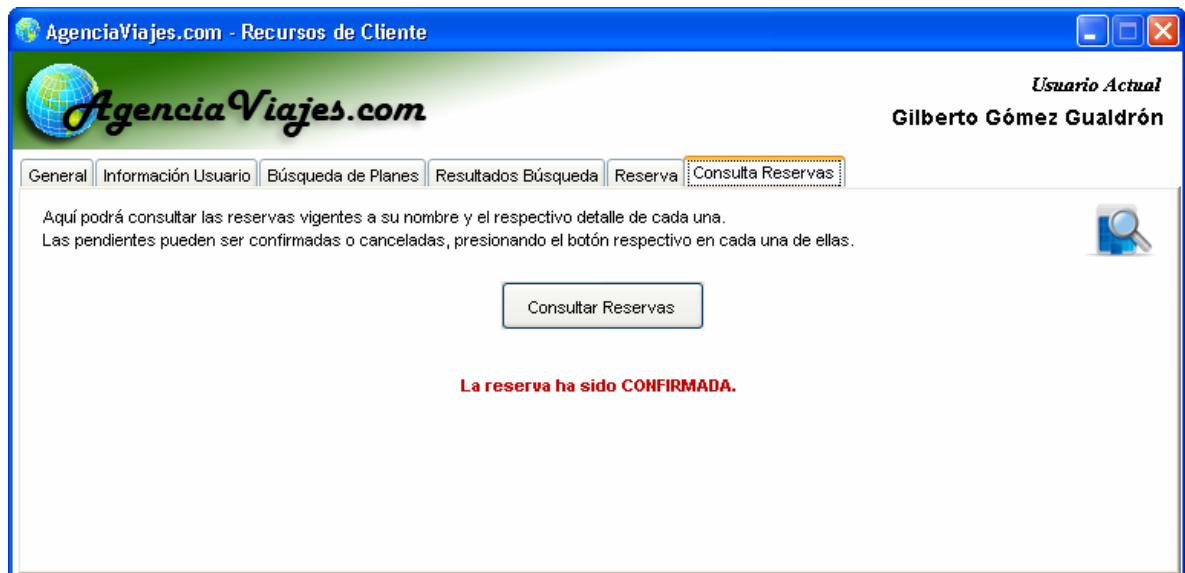 AgenciaViajes.com - Recursos de Cliente
AgenciaViajes.com
Usuario Actual
Gilberto Gómez Gualdrón
General Información Usuario Búsqueda de Planes Resultados Búsqueda Reserva Consulta Reservas
Aquí podrá consultar las reservas vigentes a su nombre y el respectivo detalle de cada una.
Las pendientes pueden ser confirmadas o canceladas, presionando el botón respectivo en cada una de ellas.
Consultar Reservas
La reserva ha sido CONFIRMADA.